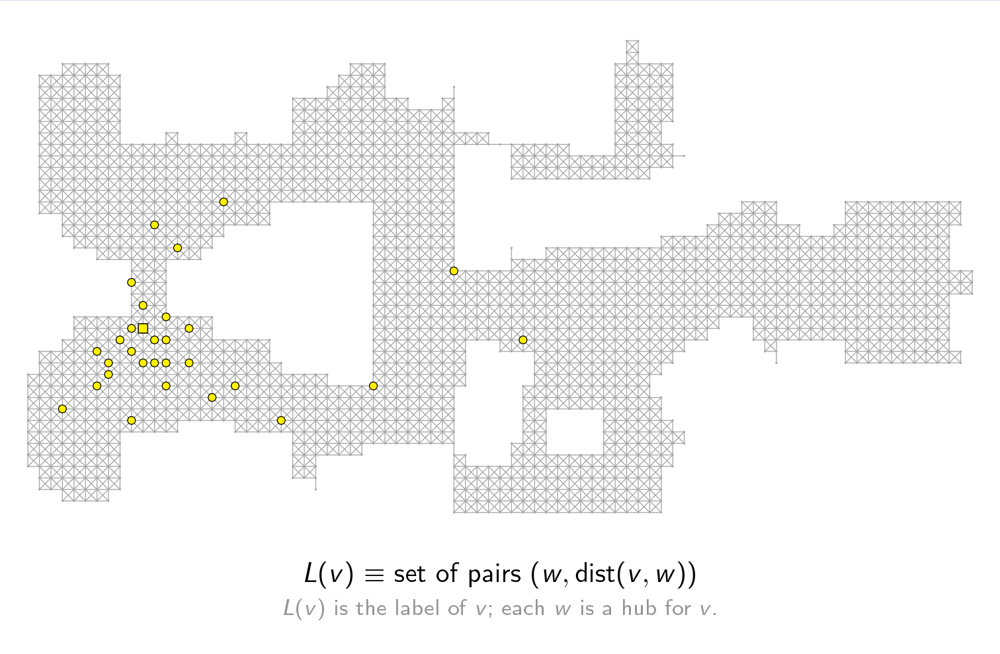 L(v) ≡ set of pairs (w, dist(v, w))
L(v) is the label of v; each w is a hub for v.